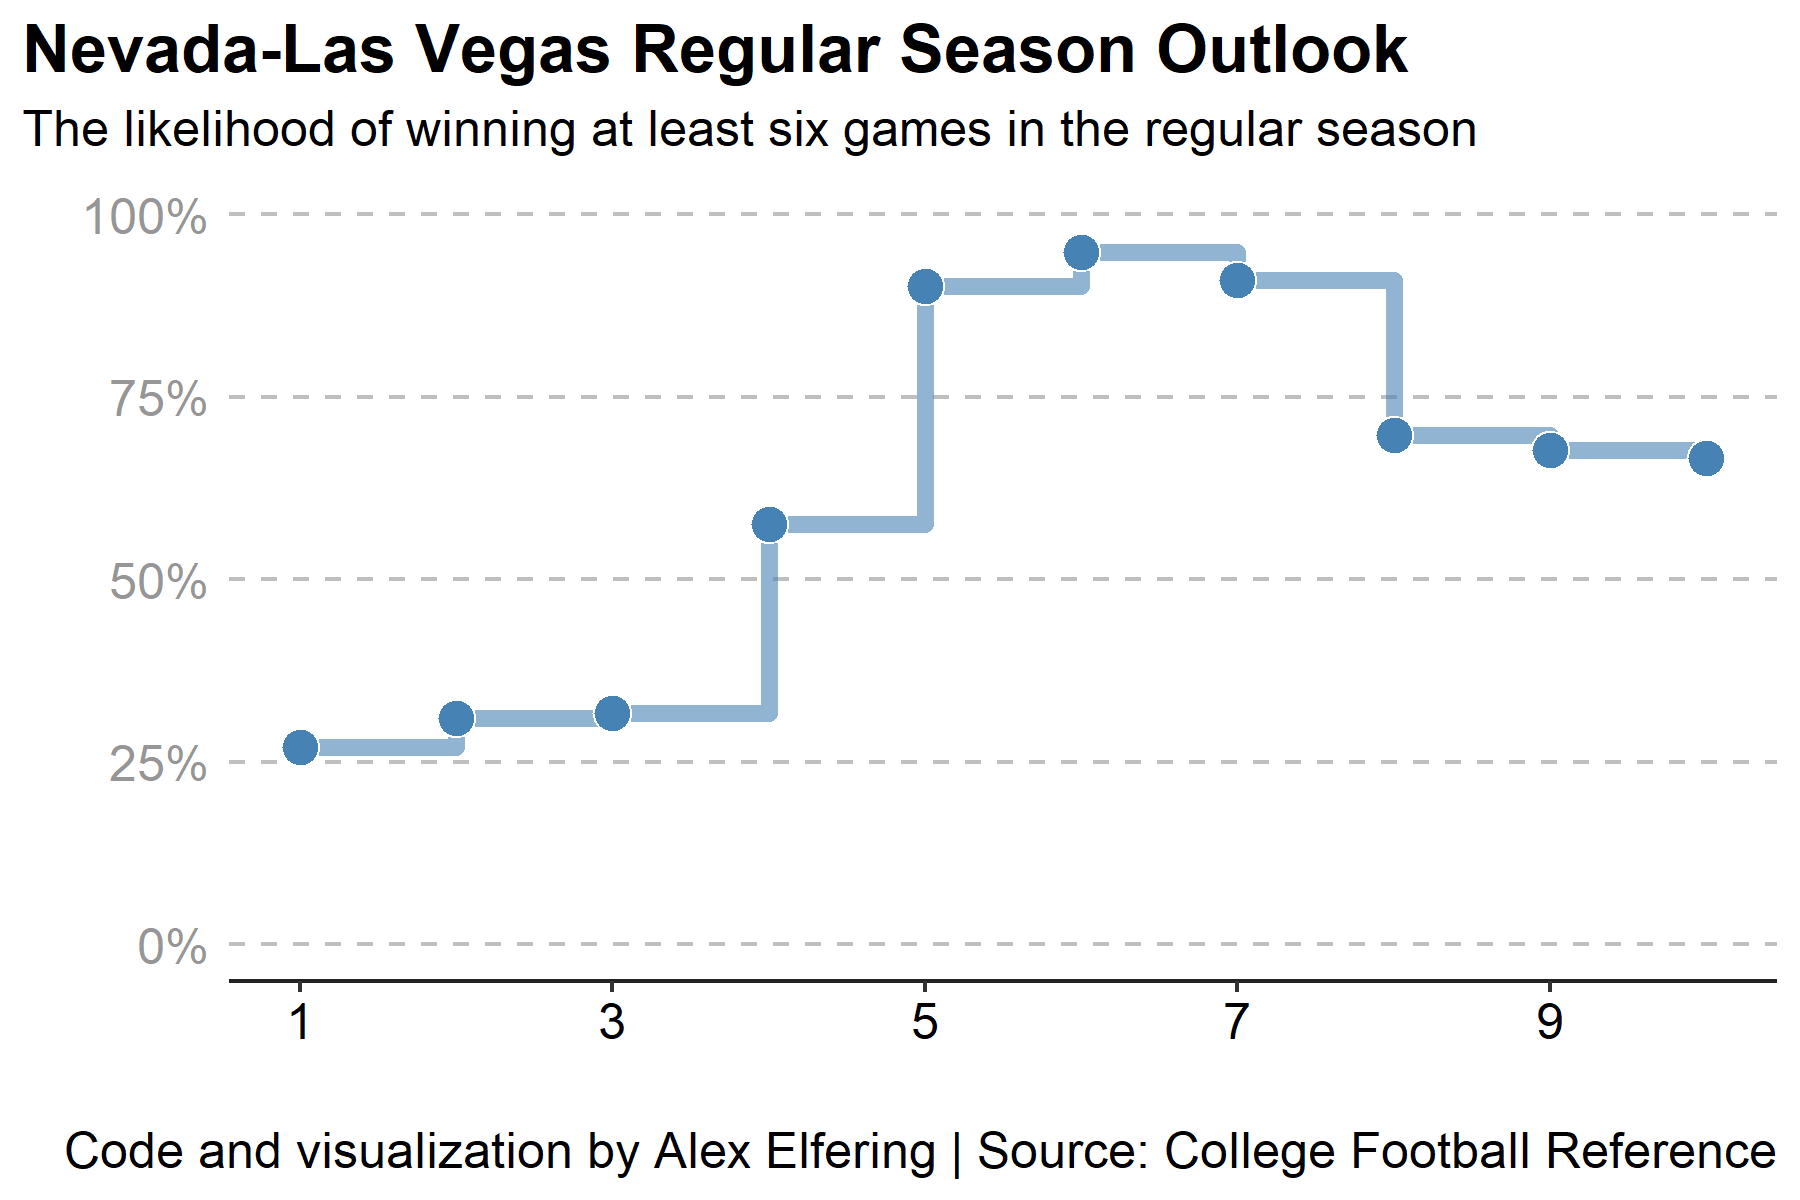 Nevada-Las Vegas Regular Season Outlook
The likelihood of winning at least six games in the regular season
100%
75%
50%
25%
0%
1 3 5 7 9
Code and visualization by Alex Elfering | Source: College Football Reference